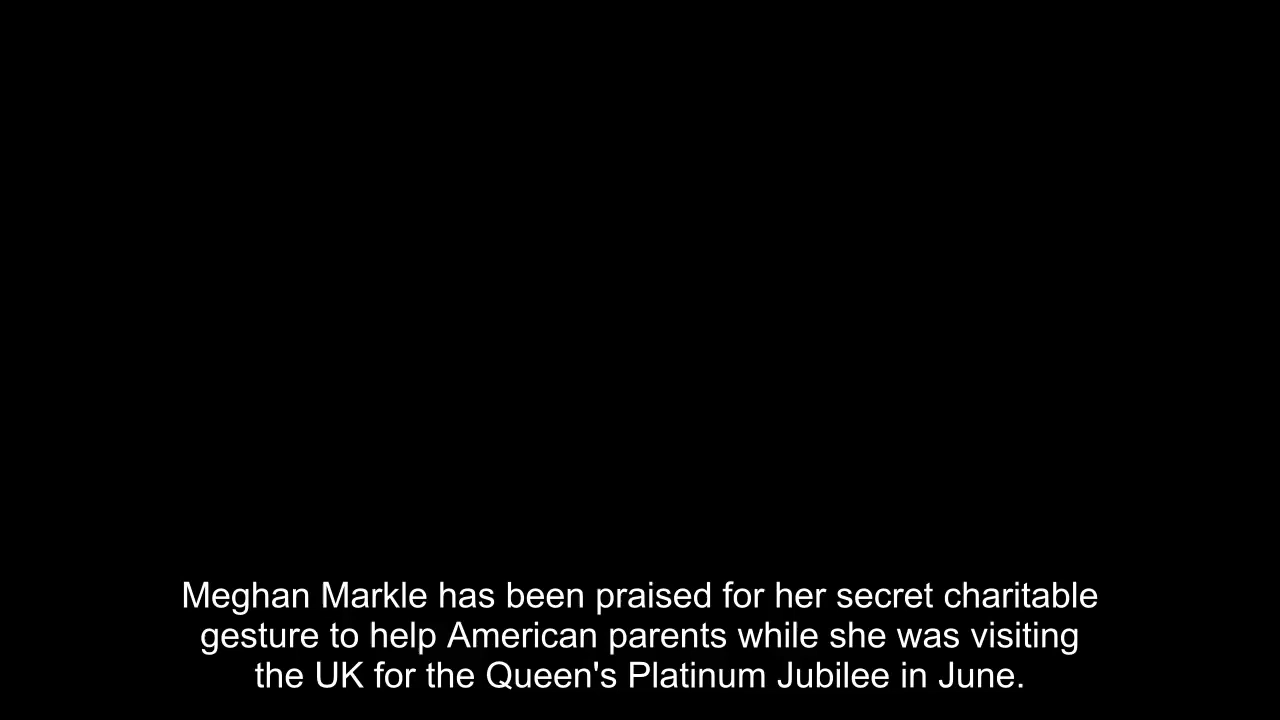 Meghan Markle has been praised for her secret charitable
gesture to help American parents while she was visiting
the UK for the Queen's Platinum Jubilee in June.